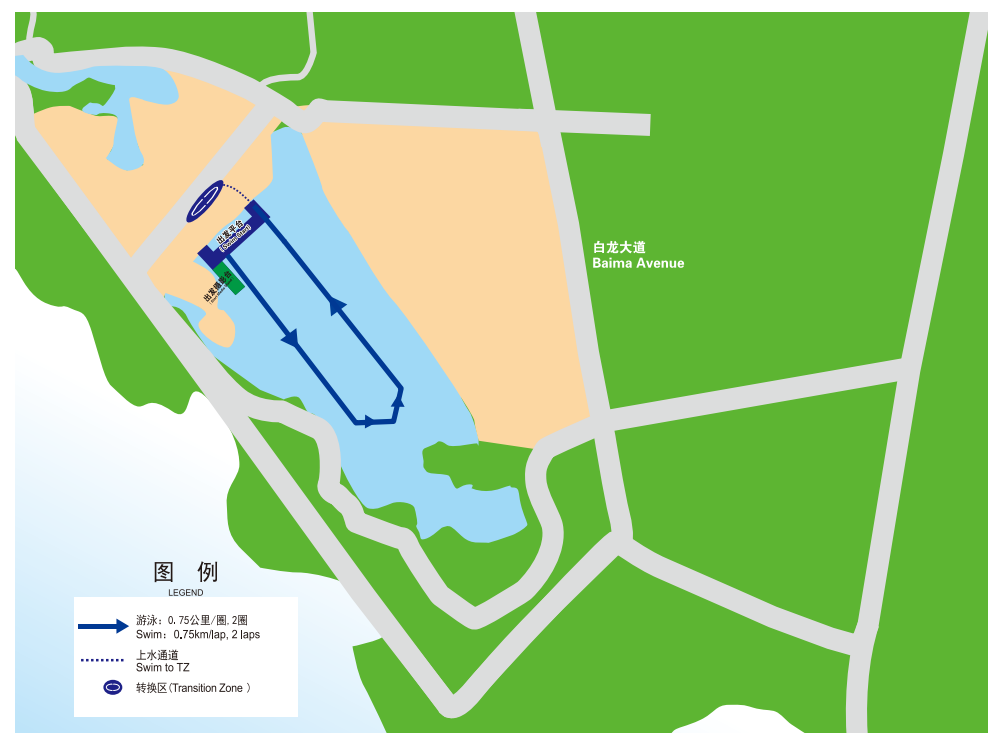 出发平台
(Swim Start)
白龙大道
Baima Avenue
图 例
LEGEND
游泳：0.75公里/圈,2圈
Swim：0.75km/lap, 2 laps
上水通道
Swim to TZ
转换区(Transition Zone )